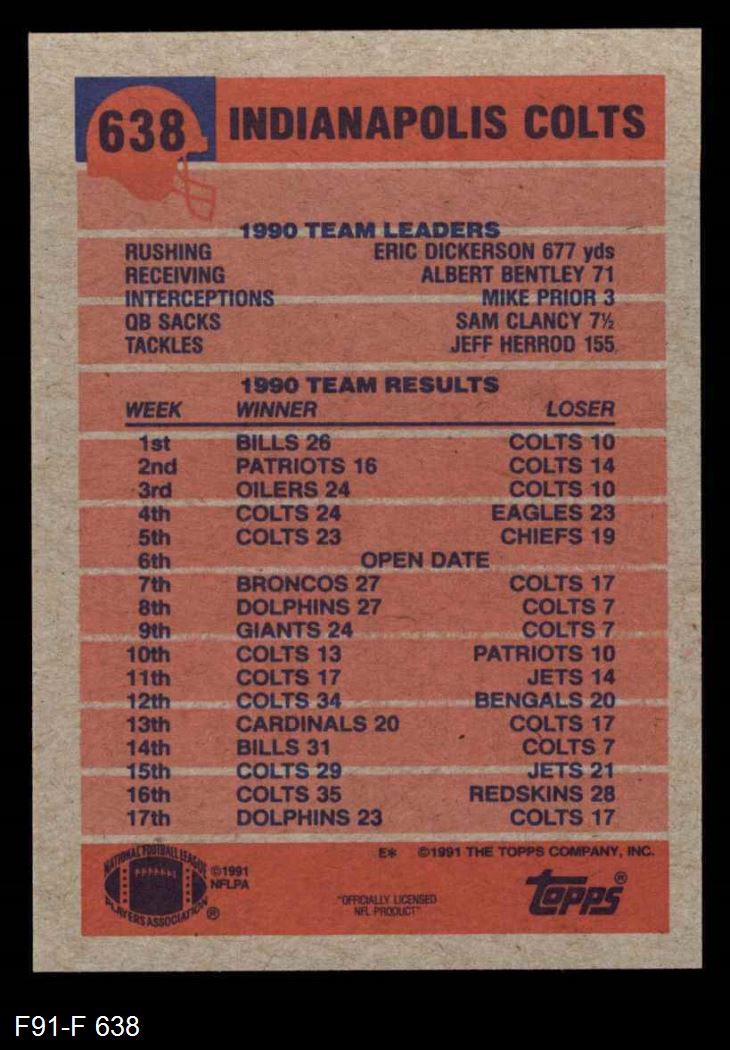 638 INDIANAPOLIS COLTS
1990 TEAM LEADERS
RUSHING ERIC DICKERSON 677 yds
RECEIVING ALBERT BENTLEY 71
INTERCEPTIONS MIKE PRIOR 3
QB SACKS SAM CLANCY 7½
TACKLES JEFF HERROD 155
1990 TEAM RESULTS
WEEK WINNER LOSER
1st BILLS 26 COLTS 10
2nd PATRIOTS 16 COLTS 14
3rd OILERS 24 COLTS 10
4th COLTS 24 EAGLES 23
5th COLTS 23 CHIEFS 19
6th OPEN DATE
7th BRONCOS 27 COLTS 17
8th DOLPHINS 27 COLTS 7
9th GIANTS 24 COLTS 7
10th COLTS 13 PATRIOTS 10
11th COLTS 17 JETS 14
12th COLTS 34 BENGALS 20
13th CARDINALS 20 COLTS 17
14th BILLS 31 COLTS 7
15th COLTS 29 JETS 21
16th COLTS 35 REDSKINS 28
17th DOLPHINS 23 COLTS 17
E* ©1991 THE TOPPS COMPANY, INC.
NATIONAL FOOTBALL LEAGUE
PLAYERS ASSOCIATION ®
©1991
NFLPA
"OFFICIALLY LICENSED
NFL PRODUCT"
TOPPS ®
F91-F 638